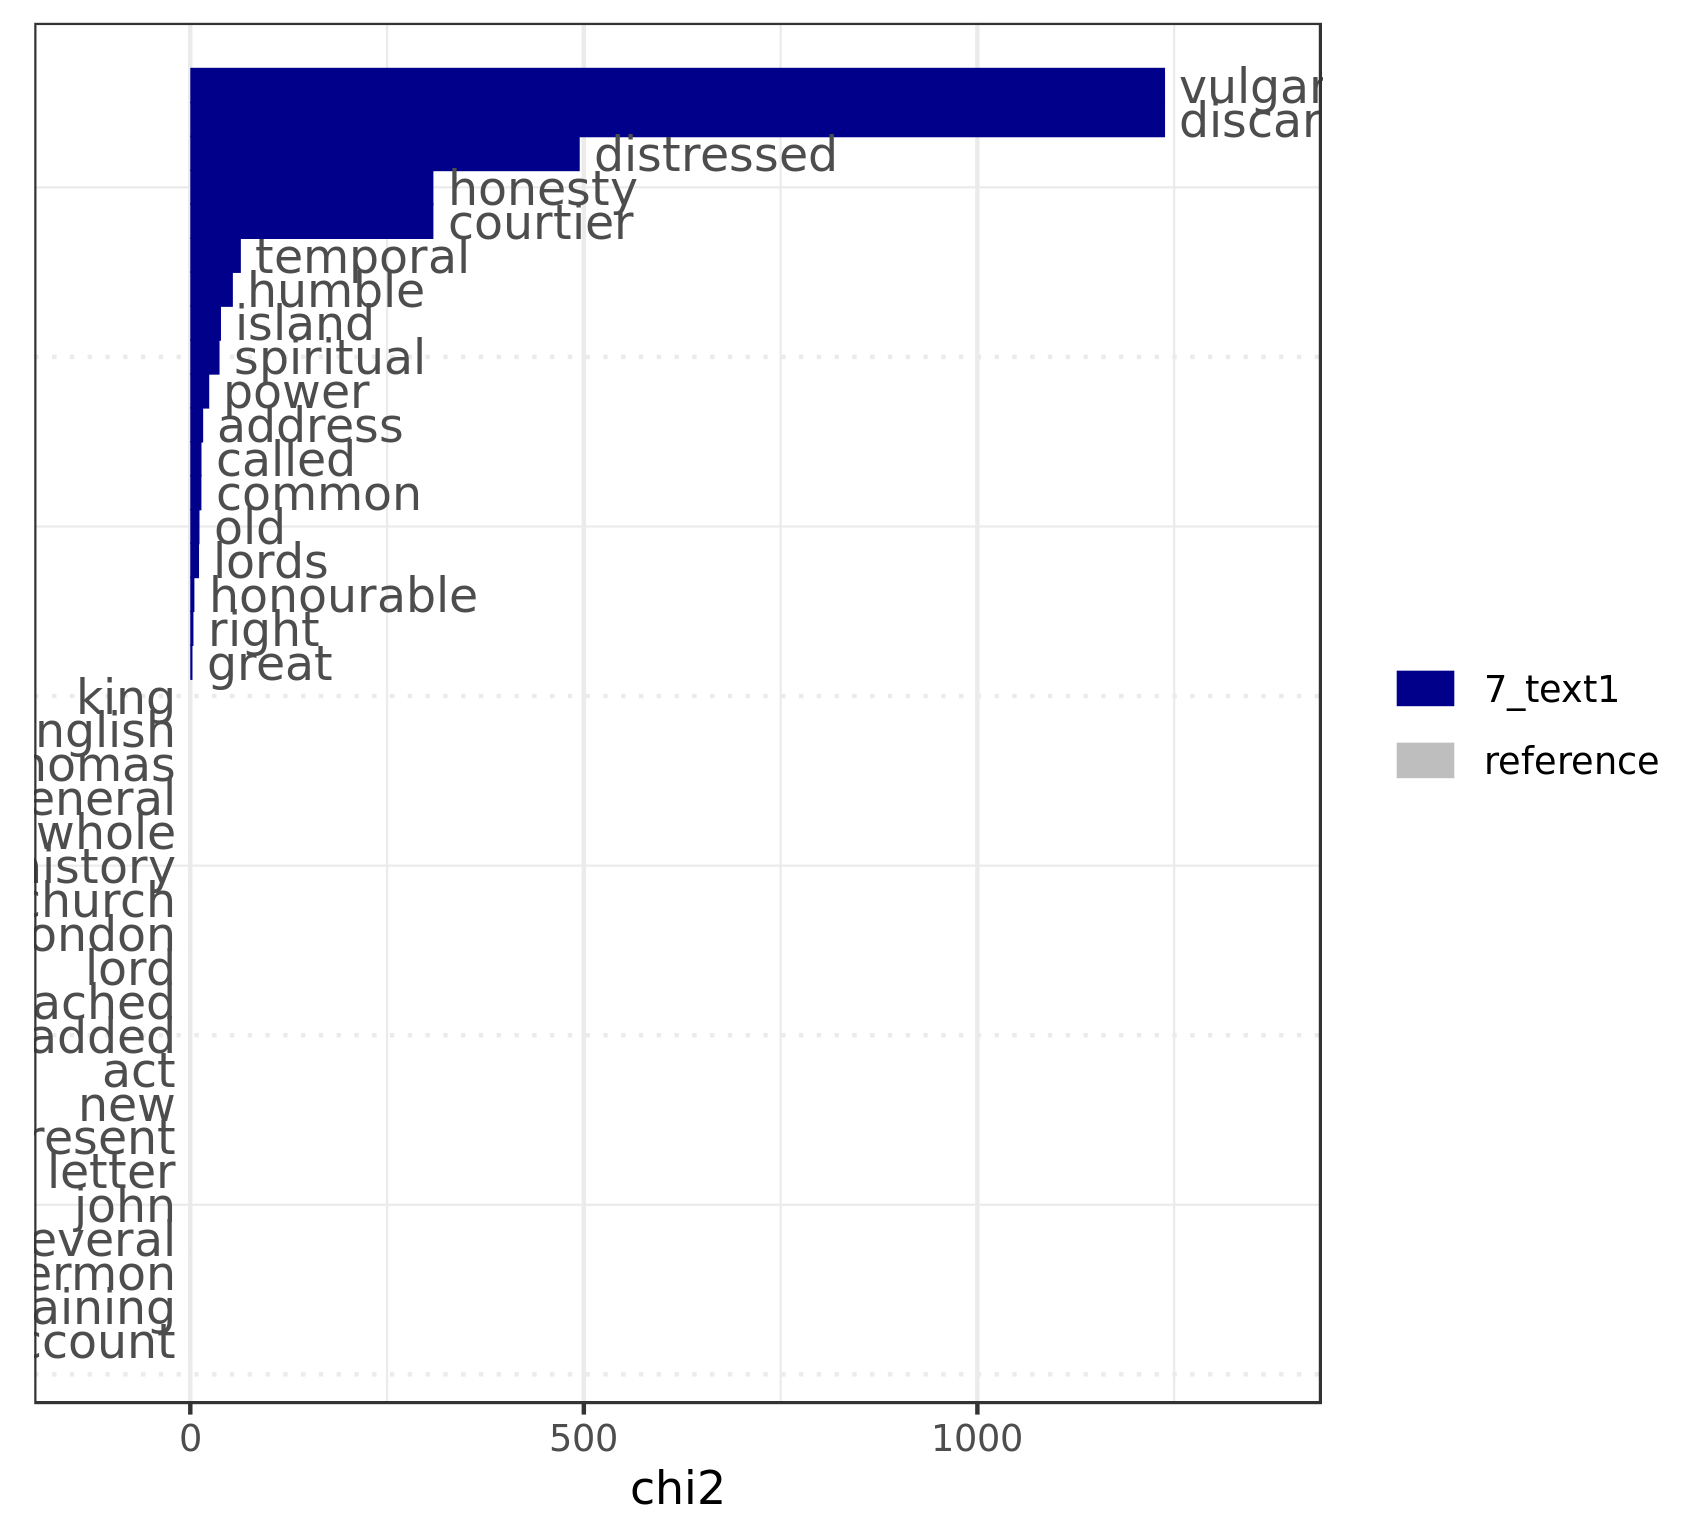 vulgar
discar
distressed
honesty
courtier
temporal
humble
island
spiritual
power
address
called
common
old
lords
honourable
right
great
king
nglish
homas
eneral
whole
history
church
ondon
lord
ached
added
act
new
resent
letter
john
everal
ermon
aining
ccount
7_text1
reference
0 500 1000
chi2